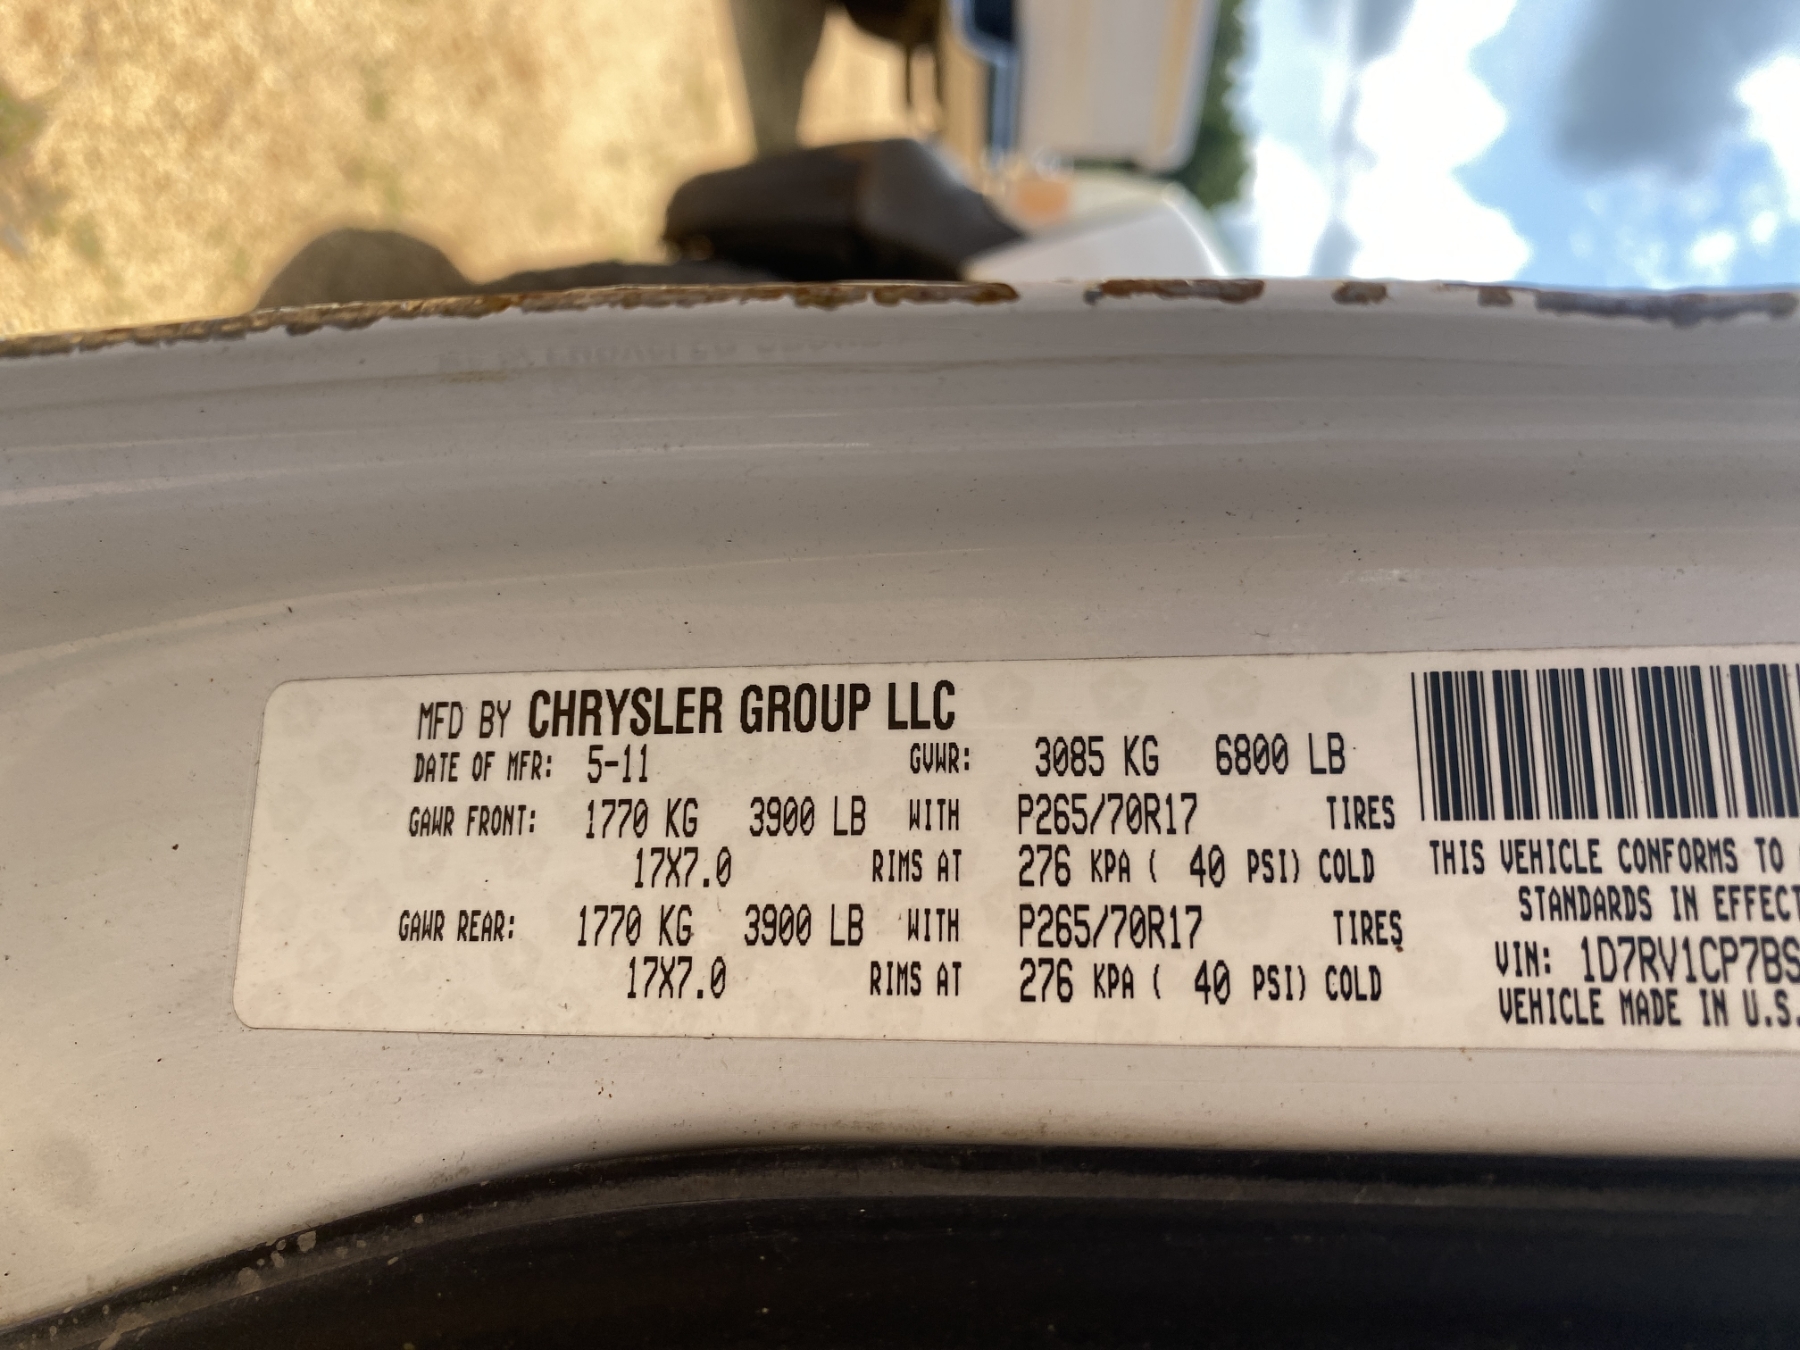 MFD BY CHRYSLER GROUP LLC
DATE OF MFR: 5-11 GVWR: 3085 KG 6800 LB
GAWR FRONT: 1770 KG 3900 LB WITH P265/70R17 TIRES
17X7.0 RIMS AT 276 KPA ( 40 PSI) COLD
GAWR REAR: 1770 KG 3900 LB WITH P265/70R17 TIRES
17X7.0 RIMS AT 276 KPA ( 40 PSI) COLD
THIS VEHICLE CONFORMS TO
STANDARDS IN EFFECT
VIN: 1D7RV1CP7BS
VEHICLE MADE IN U.S.